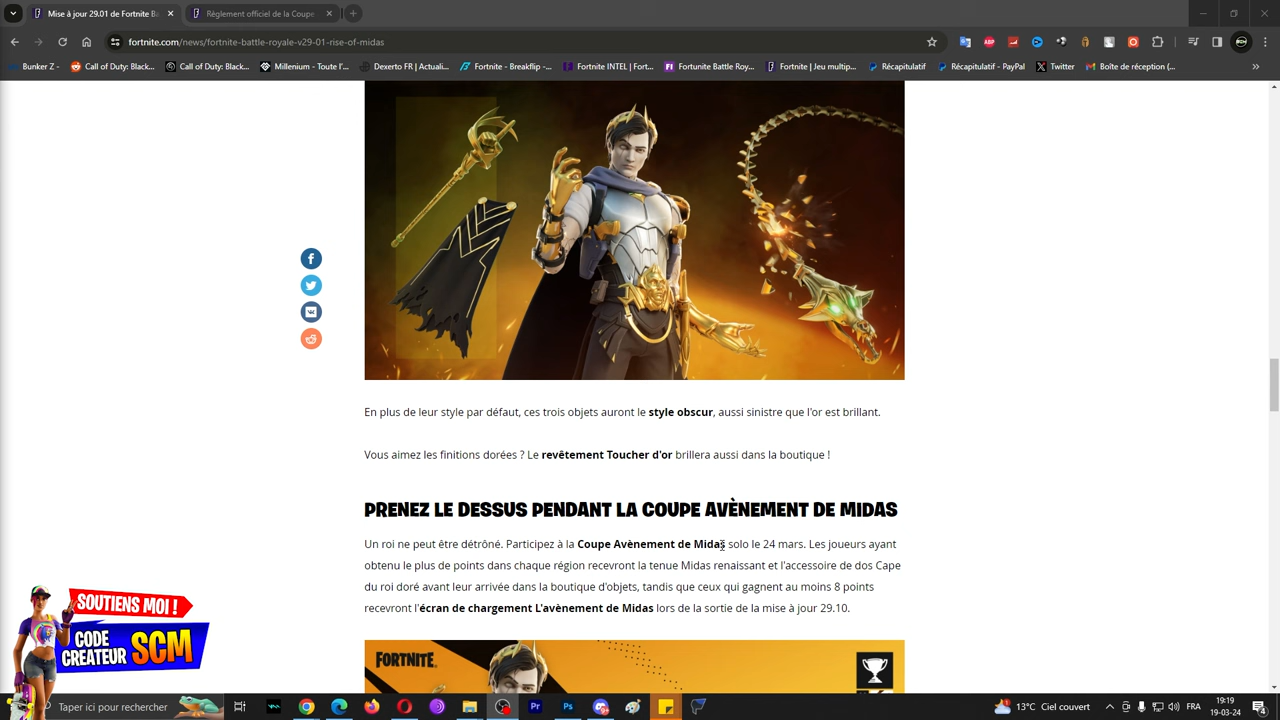 Mise à jour 29.01 de Fortnite Ba
Règlement officiel de la Coupe
fortnite.com/news/fortnite-battle-royale-v29-01-rise-of-midas
Bunker Z - Call of Duty: Black... Call of Duty: Black... Millenium - Toute l'... Dexerto FR | Actuali... Fortnite - Breakflip -... Fortnite INTEL | Fort... Fortunite Battle Roy... Fortnite | Jeu multip... Récapitulatif Récapitulatif - PayPal Twitter Boîte de réception (...
En plus de leur style par défaut, ces trois objets auront le style obscur, aussi sinistre que l'or est brillant.
Vous aimez les finitions dorées ? Le revêtement Toucher d'or brillera aussi dans la boutique !
PRENEZ LE DESSUS PENDANT LA COUPE AVÈNEMENT DE MIDAS
Un roi ne peut être détrôné. Participez à la Coupe Avènement de Midas solo le 24 mars. Les joueurs ayant
obtenu le plus de points dans chaque région recevront la tenue Midas renaissant et l'accessoire de dos Cape
du roi doré avant leur arrivée dans la boutique d'objets, tandis que ceux qui gagnent au moins 8 points
recevront l'écran de chargement L'avènement de Midas lors de la sortie de la mise à jour 29.10.
SOUTIENS MOI !
CODE
CREATEUR SCM
FORTNITE
Taper ici pour rechercher
13°C Ciel couvert
FRA
19:19
19-03-24
4